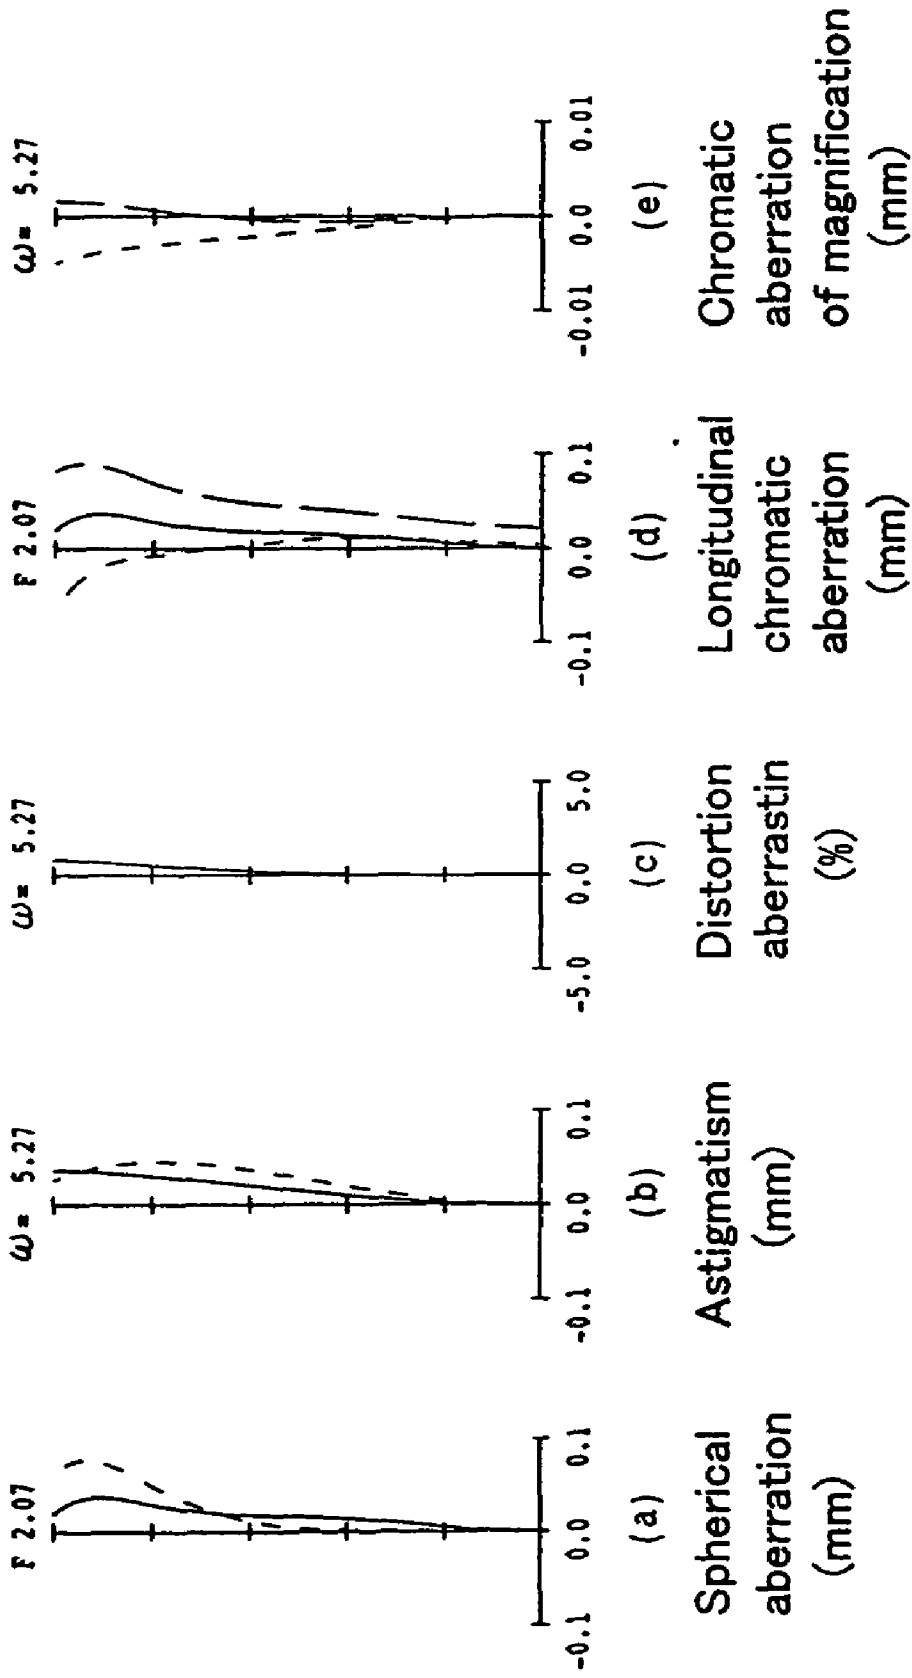 F 2.07
-0.1 0.0 0.1
(a)
Spherical
aberration
(mm)
ω= 5.27
-0.1 0.0 0.1
(b)
Astigmatism
(mm)
ω= 5.27
-5.0 0.0 5.0
(c)
Distortion
aberrastin
(%)
F 2.07
-0.1 0.0 0.1
(d)
Longitudinal
chromatic
aberration
(mm)
ω= 5.27
-0.01 0.0 0.01
(e)
Chromatic
aberration
of magnification
(mm)